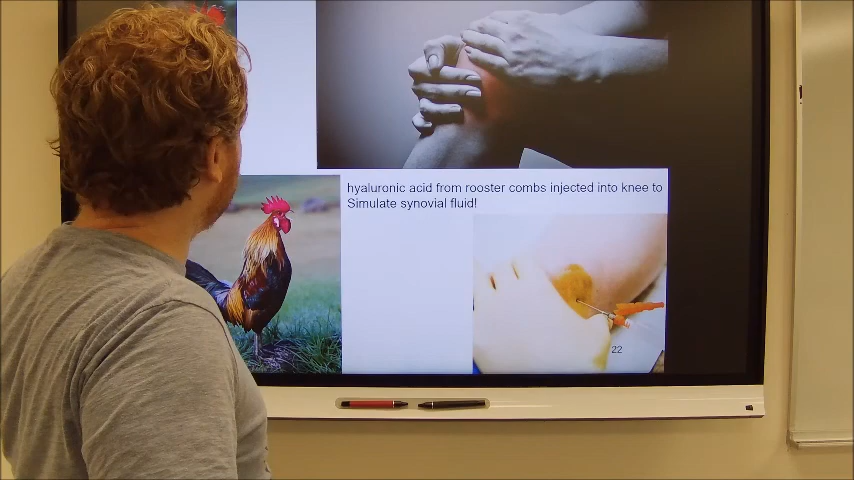 hyaluronic acid from rooster combs injected into knee to
Simulate synovial fluid!
22